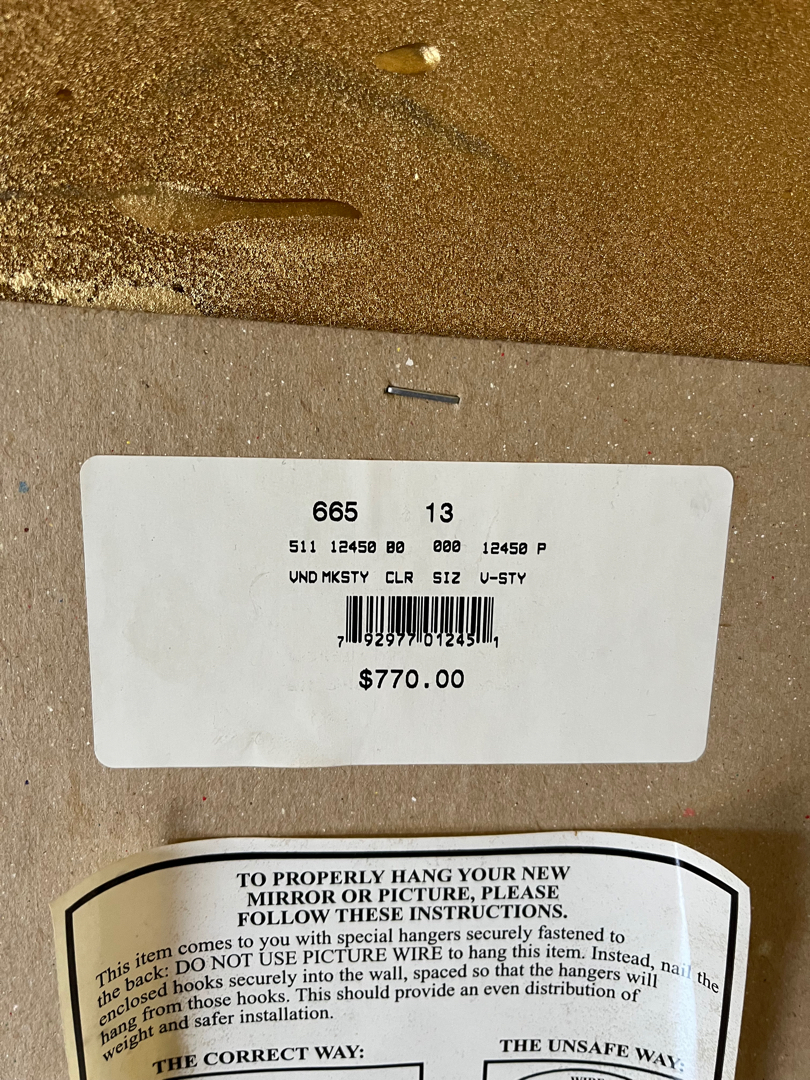 665 13
511 12450 80 000 12450 P
VND MKSTY CLR SIZ V-STY
7 92977 01245 1
$770.00
TO PROPERLY HANG YOUR NEW
MIRROR OR PICTURE, PLEASE
FOLLOW THESE INSTRUCTIONS.
This item comes to you with special hangers securely fastened to
the back: DO NOT USE PICTURE WIRE to hang this item. Instead, nail the
enclosed hooks securely into the wall, spaced so that the hangers will
hang from those hooks. This should provide an even distribution of
weight and safer installation.
THE CORRECT WAY: THE UNSAFE WAY:
WIRE